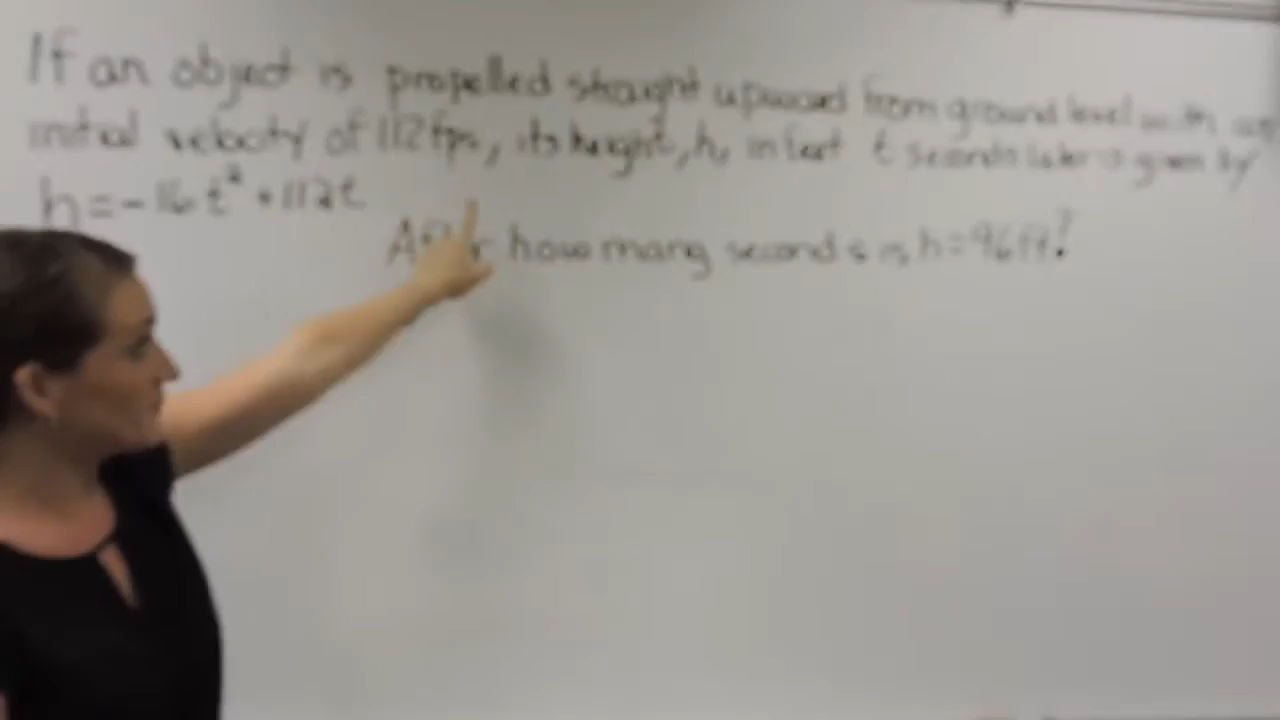 If an object is propelled straight upward from ground level with an
initial velocity of 112 fps, its height, h, in feet t seconds later is given by
h = -16t² + 112t
After how many seconds is h = 96 ft?